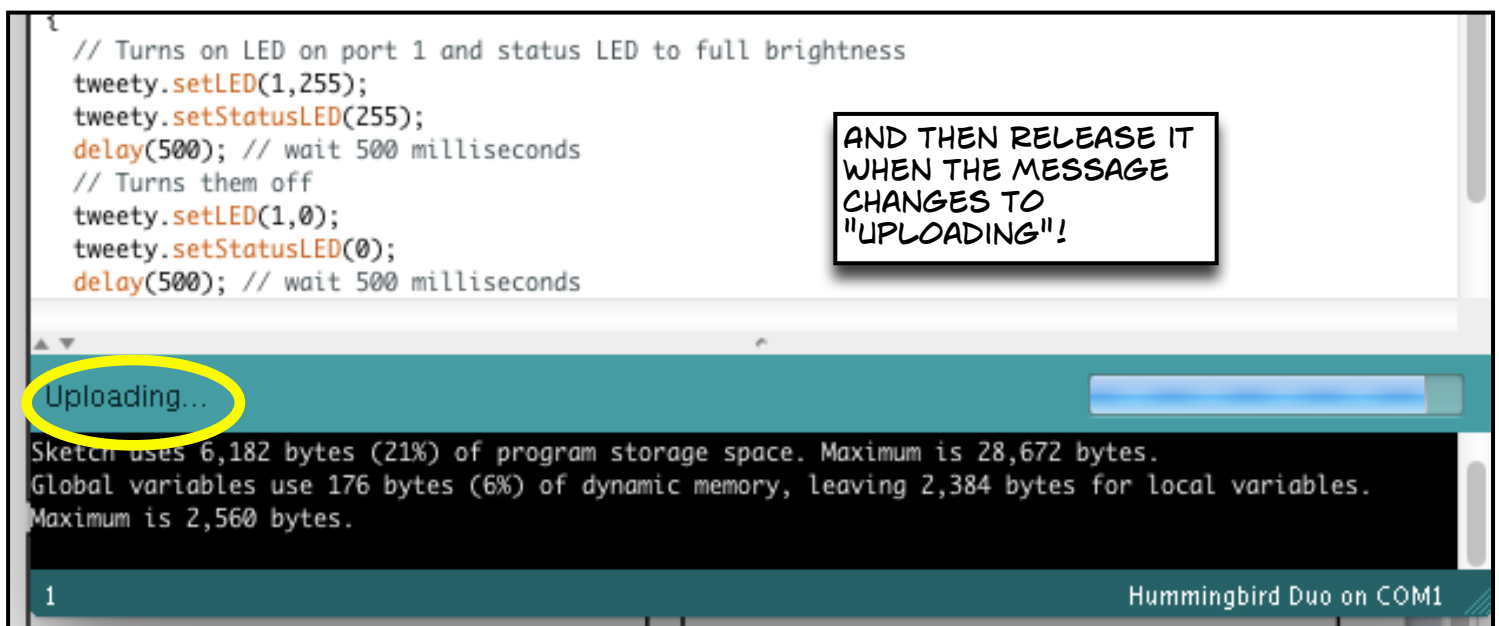 {
// Turns on LED on port 1 and status LED to full brightness
tweety.setLED(1,255);
tweety.setStatusLED(255);
delay(500); // wait 500 milliseconds
// Turns them off
tweety.setLED(1,0);
tweety.setStatusLED(0);
delay(500); // wait 500 milliseconds
AND THEN RELEASE IT
WHEN THE MESSAGE
CHANGES TO
"UPLOADING"!
Uploading...
Sketch uses 6,182 bytes (21%) of program storage space. Maximum is 28,672 bytes.
Global variables use 176 bytes (6%) of dynamic memory, leaving 2,384 bytes for local variables.
Maximum is 2,560 bytes.
1
Hummingbird Duo on COM1